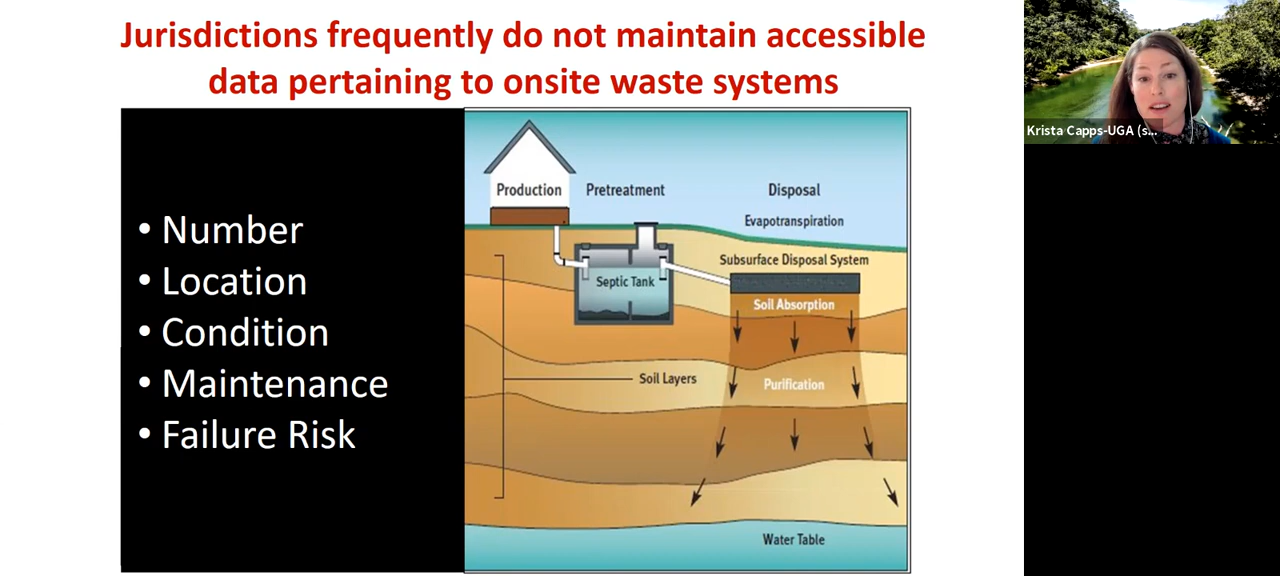 Jurisdictions frequently do not maintain accessible
data pertaining to onsite waste systems
• Number
• Location
• Condition
• Maintenance
• Failure Risk
Production
Pretreatment
Disposal
Evapotranspiration
Subsurface Disposal System
Septic Tank
Soil Absorption
Soil Layers
Purification
Water Table
Krista Capps-UGA (s...